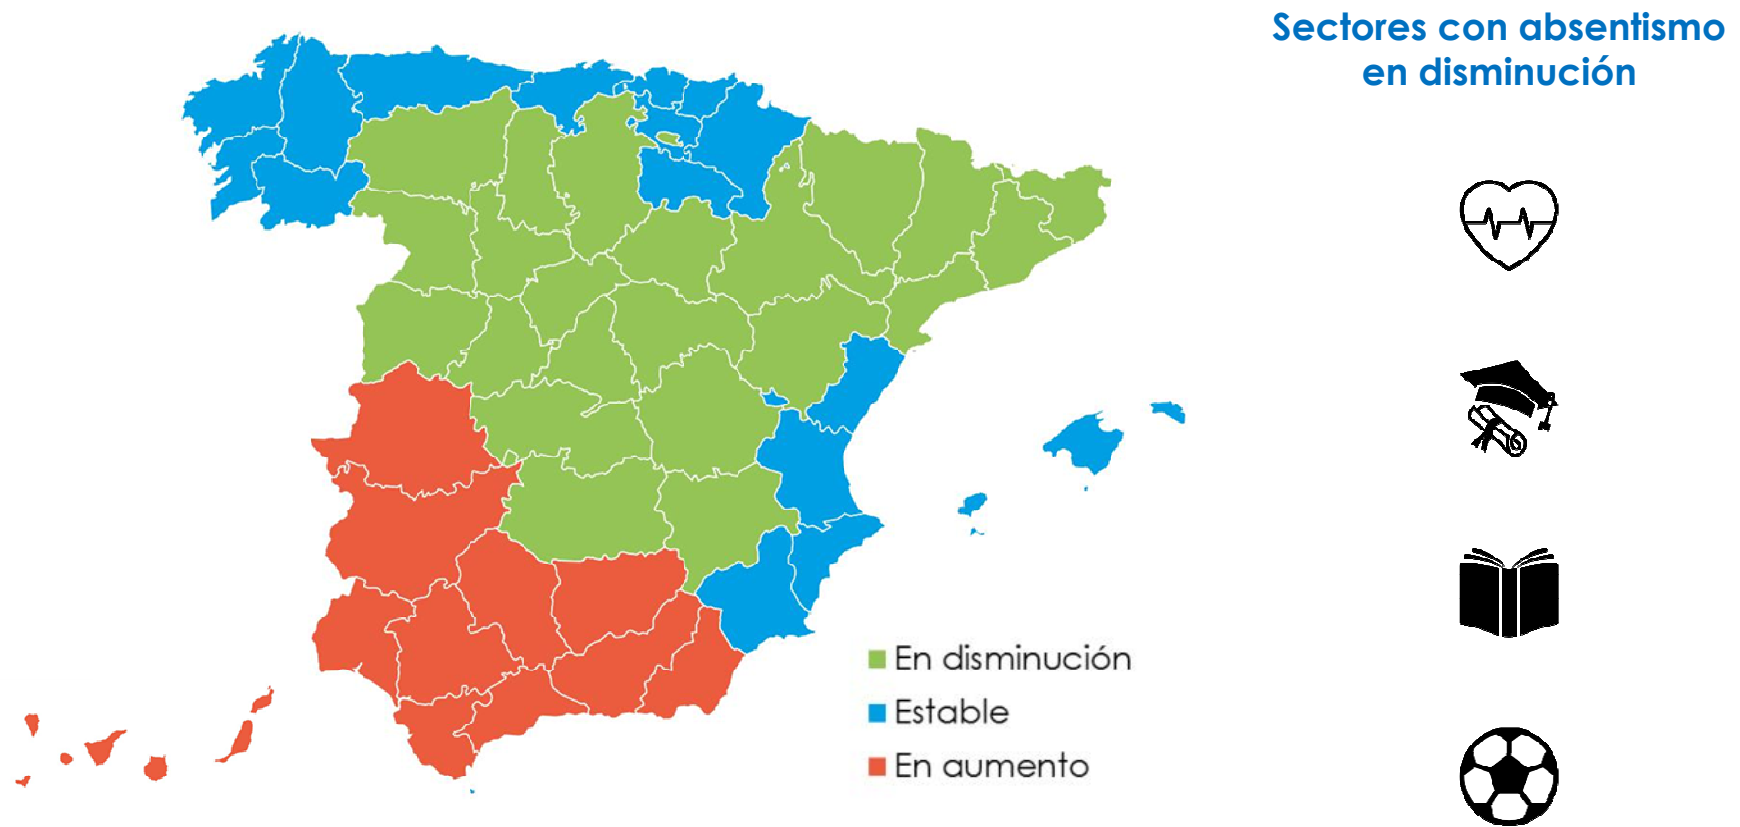 Sectores con absentismo
en disminución
En disminución
Estable
En aumento